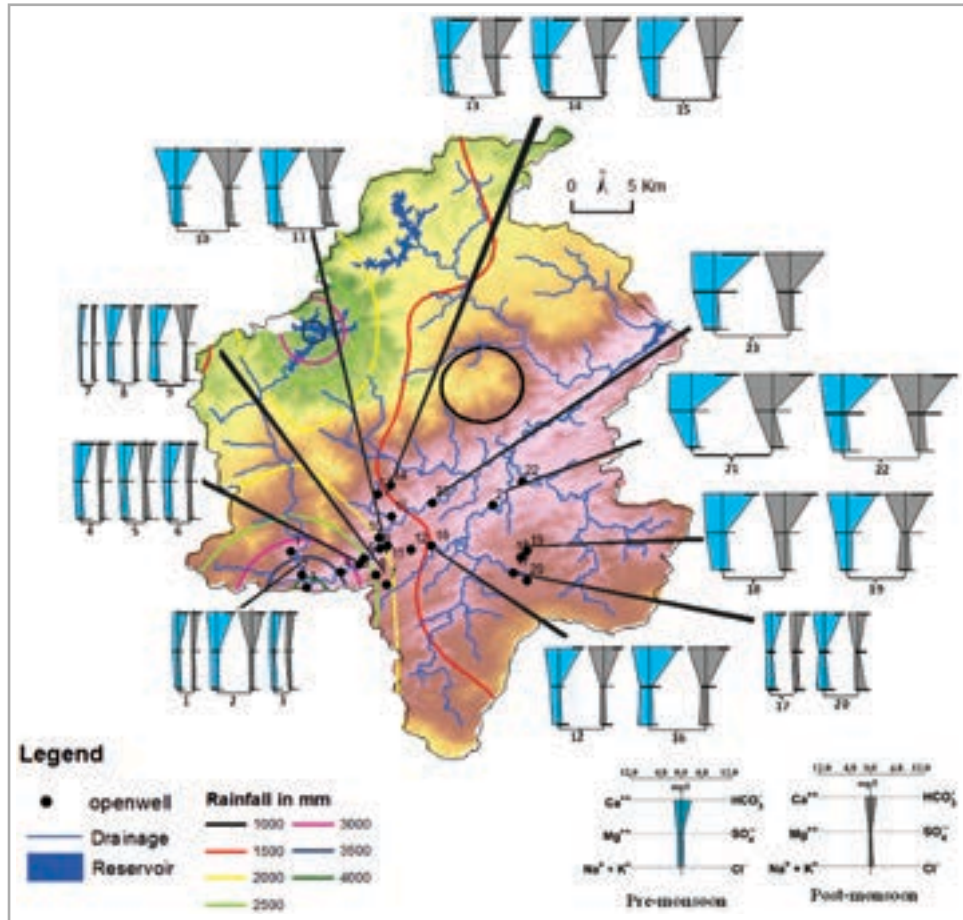 13 14 15
10 11
0 5 Km
7 8 9
23
21 22
4 5 6
18 19
1 2 3
12 16
17 20
Legend
openwell
Drainage
Reservoir
Rainfall in mm
1000
1500
2000
2500
3000
3500
4000
Ca++ HCO3-
Mg++ SO4-
Na+ + K+ Cl-
Pre-monsoon
Ca++ HCO3-
Mg++ SO4-
Na+ + K+ Cl-
Post-monsoon